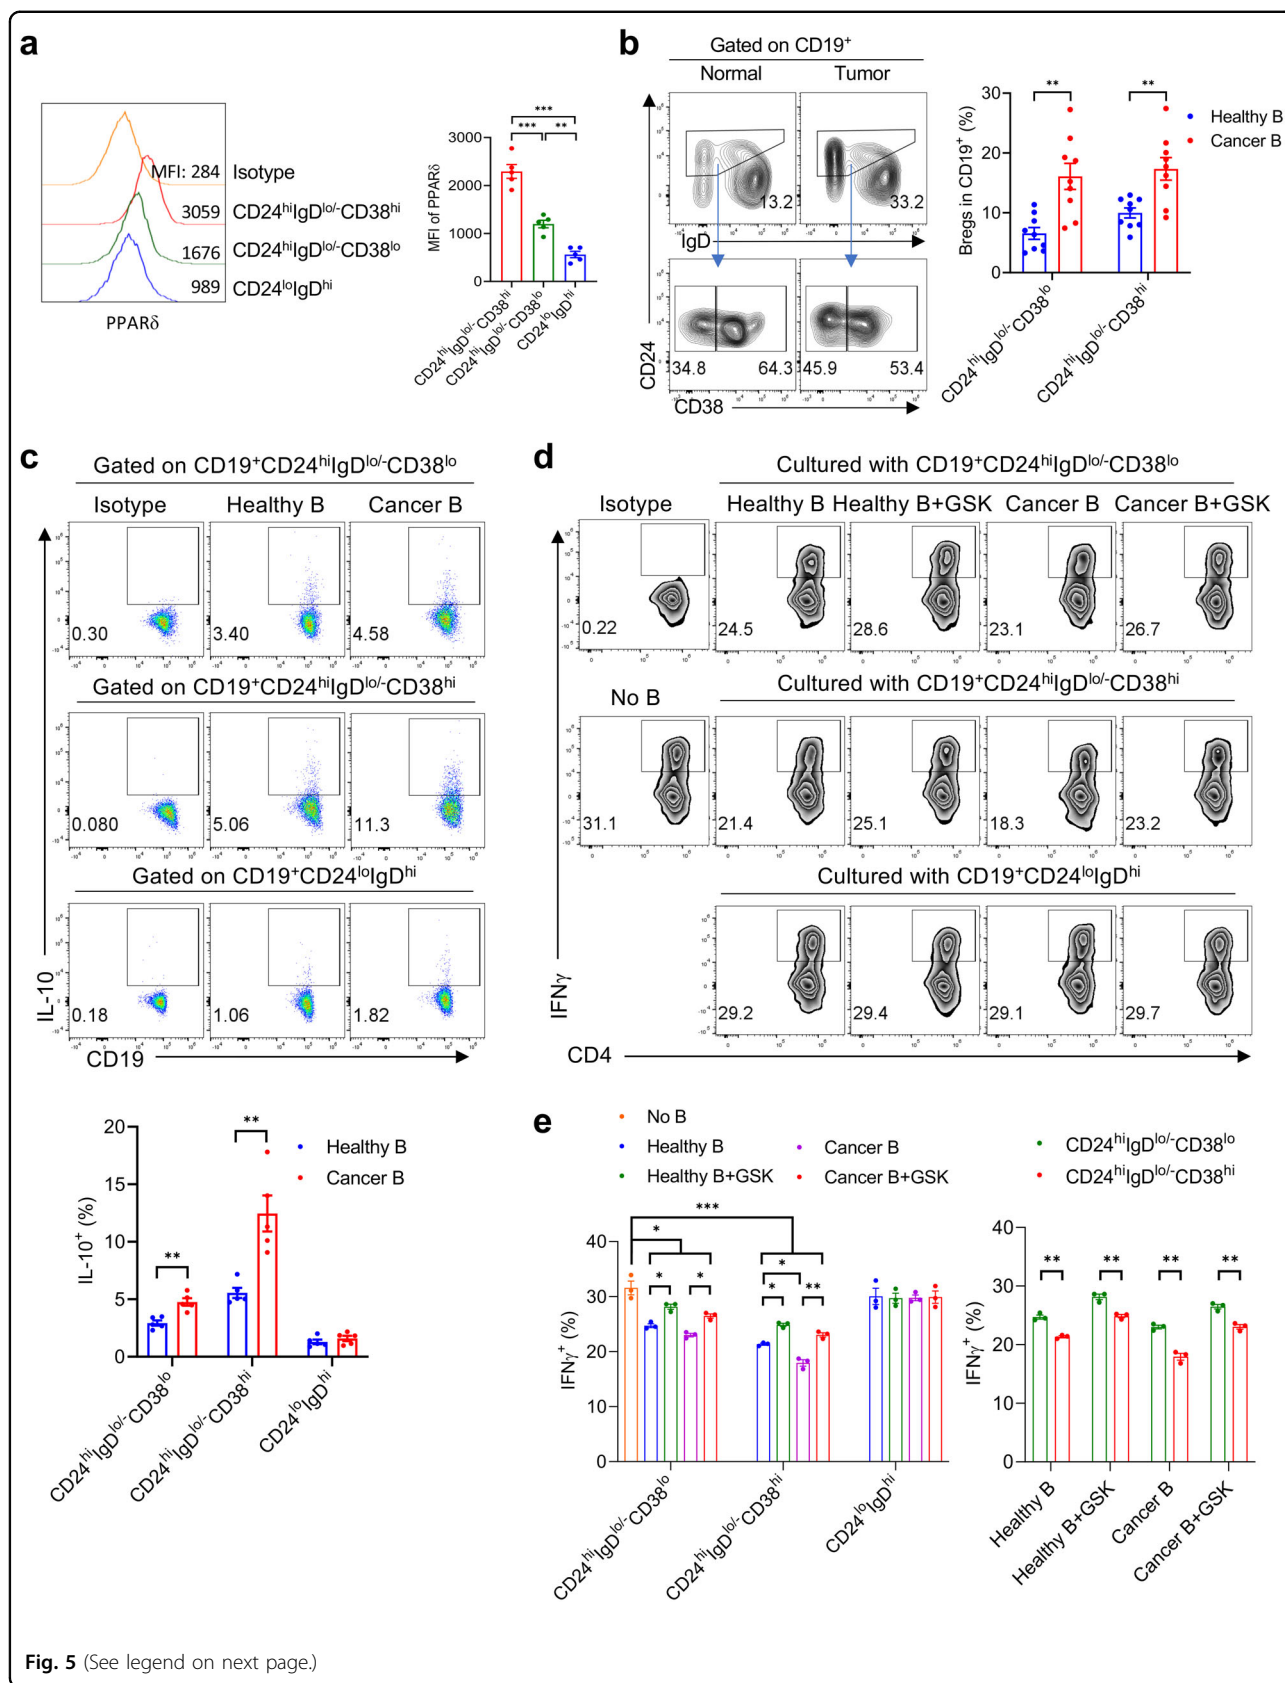 a
MFI: 284 Isotype
3059 CD24hiIgDlo/-CD38hi
1676 CD24hiIgDlo/-CD38lo
989 CD24loIgDhi
PPARδ
MFI of PPARδ
3000
2000
1000
0
***
*** **
CD24hiIgDlo/-CD38hi
CD24hiIgDlo/-CD38lo
CD24loIgDhi
b
Gated on CD19+
Normal Tumor
13.2 33.2
IgD
34.8 64.3 45.9 53.4
CD24
CD38
Bregs in CD19+ (%)
30
20
10
0
** **
Healthy B
Cancer B
CD24hiIgDlo/-CD38lo
CD24hiIgDlo/-CD38hi
c
Gated on CD19+CD24hiIgDlo/-CD38lo
Isotype Healthy B Cancer B
0.30 3.40 4.58
Gated on CD19+CD24hiIgDlo/-CD38hi
0.080 5.06 11.3
Gated on CD19+CD24loIgDhi
0.18 1.06 1.82
IL-10
CD19
IL-10+ (%)
20
15
10
5
0
** **
Healthy B
Cancer B
CD24hiIgDlo/-CD38lo
CD24hiIgDlo/-CD38hi
CD24loIgDhi
d
Cultured with CD19+CD24hiIgDlo/-CD38lo
Isotype Healthy B Healthy B+GSK Cancer B Cancer B+GSK
0.22 24.5 28.6 23.1 26.7
No B Cultured with CD19+CD24hiIgDlo/-CD38hi
31.1 21.4 25.1 18.3 23.2
Cultured with CD19+CD24loIgDhi
29.2 29.4 29.1 29.7
IFNγ
CD4
e
No B
Healthy B Cancer B
Healthy B+GSK Cancer B+GSK
IFNγ+ (%)
40
30
20
10
0
***
* *
* * * **
CD24hiIgDlo/-CD38lo
CD24hiIgDlo/-CD38hi
CD24loIgDhi
CD24hiIgDlo/-CD38lo
CD24hiIgDlo/-CD38hi
IFNγ+ (%)
40
30
20
10
0
** ** ** **
Healthy B
Healthy B+GSK
Cancer B
Cancer B+GSK
Fig. 5 (See legend on next page.)